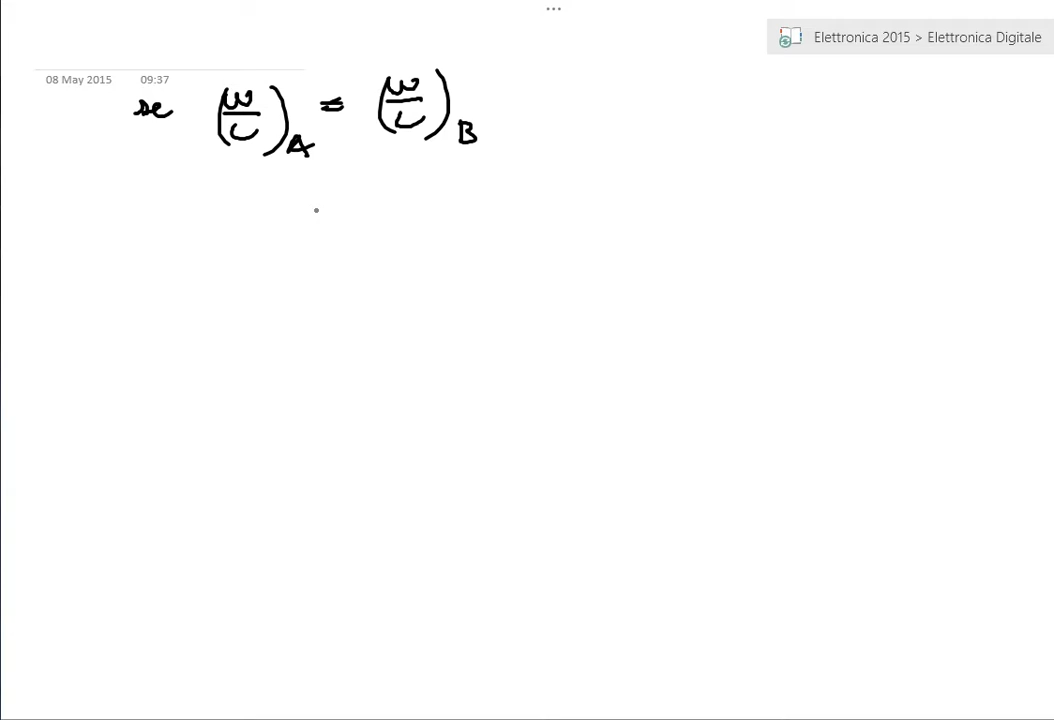 ...
Elettronica 2015 > Elettronica Digitale
08 May 2015 09:37
se (W/L)A = (W/L)B